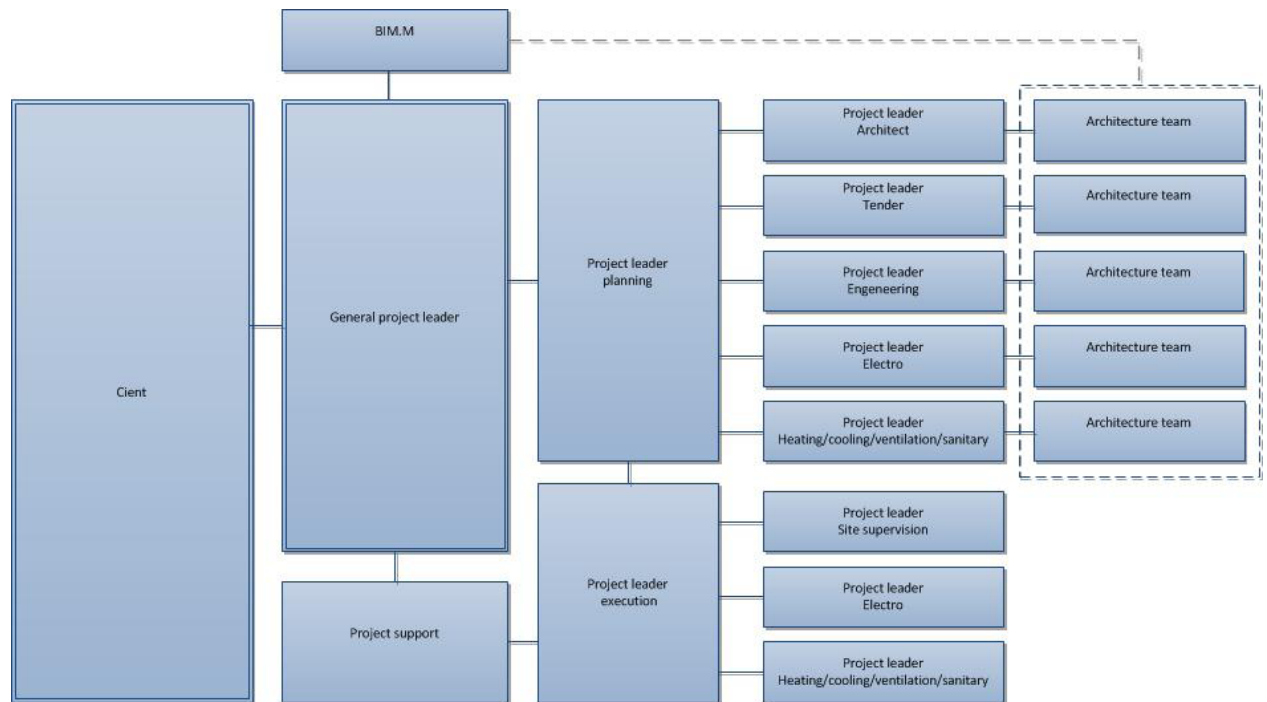 BIM.M
Cient
General project leader
Project support
Project leader
planning
Project leader
execution
Project leader
Architect
Architecture team
Project leader
Tender
Architecture team
Project leader
Engeneering
Architecture team
Project leader
Electro
Architecture team
Project leader
Heating/cooling/ventilation/sanitary
Architecture team
Project leader
Site supervision
Project leader
Electro
Project leader
Heating/cooling/ventilation/sanitary